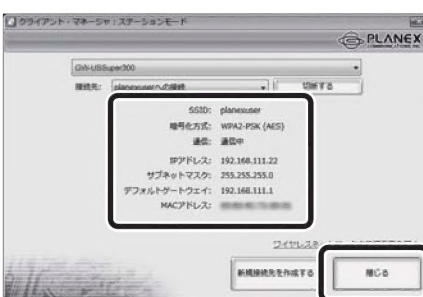 クライアント・マネージャ：ステーションモード
PLANEX
GW-USSuper300
接続先： planexuserへの接続 切断する
SSID: planexuser
暗号化方式: WPA2-PSK (AES)
通信: 通信中
IPアドレス: 192.168.111.22
サブネットマスク: 255.255.255.0
デフォルトゲートウェイ: 192.168.111.1
MACアドレス:
新規接続先を作成する 閉じる